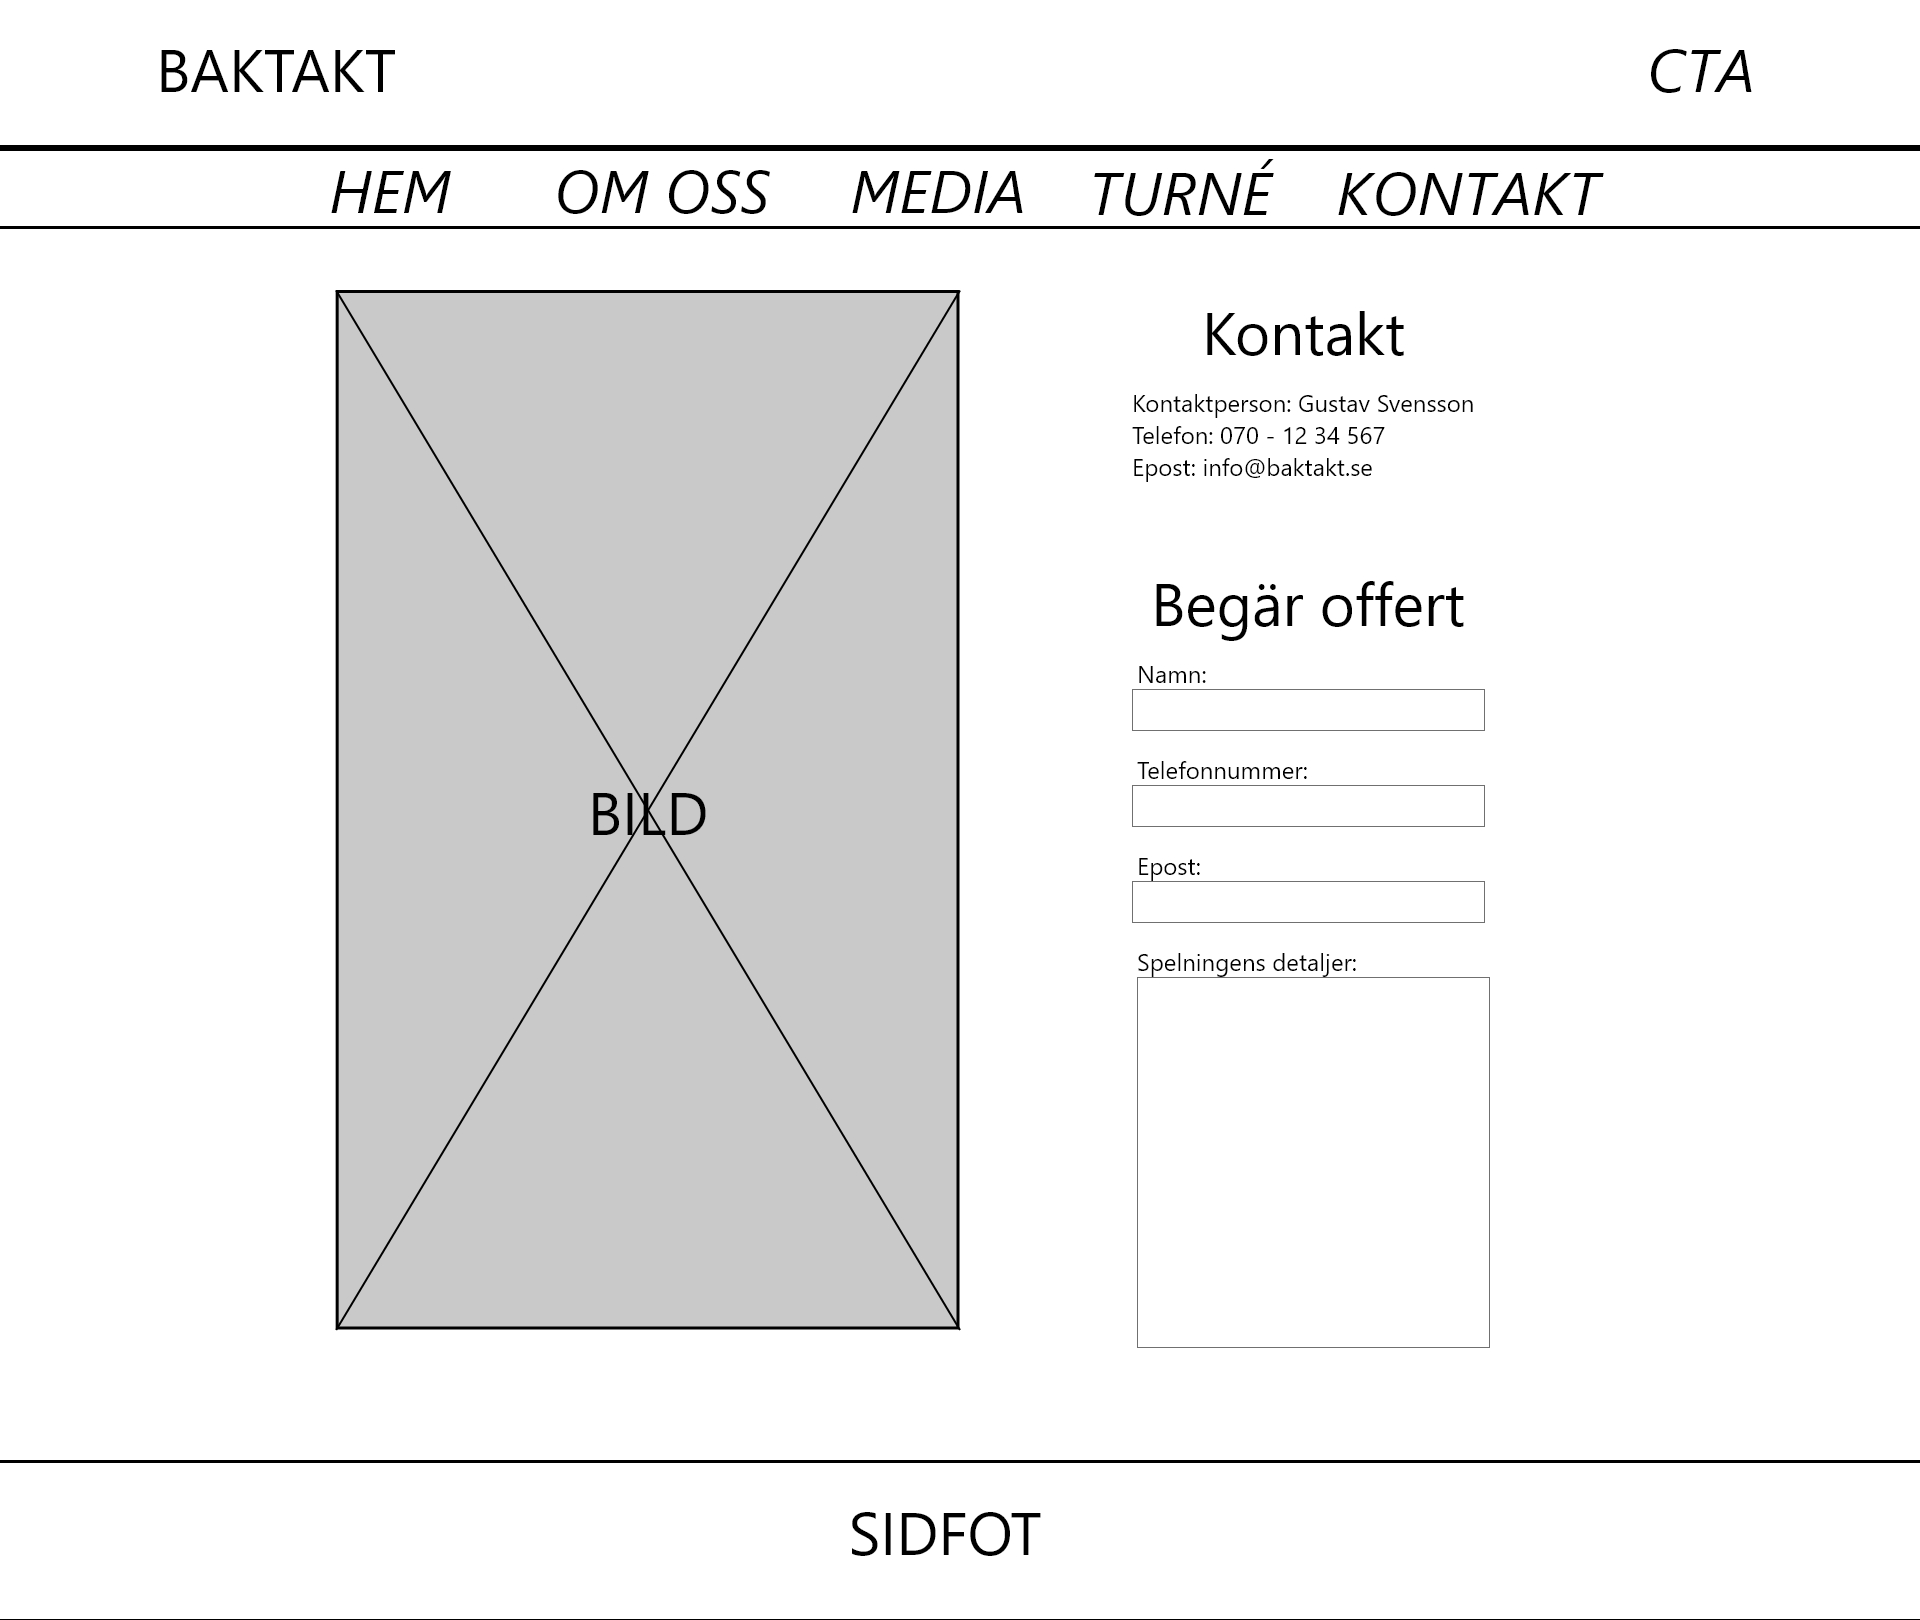 BAKTAKT
CTA
HEM OM OSS MEDIA TURNÉ KONTAKT
BILD
Kontakt
Kontaktperson: Gustav Svensson
Telefon: 070 - 12 34 567
Epost: info@baktakt.se
Begär offert
Namn:
Telefonnummer:
Epost:
Spelningens detaljer:
SIDFOT